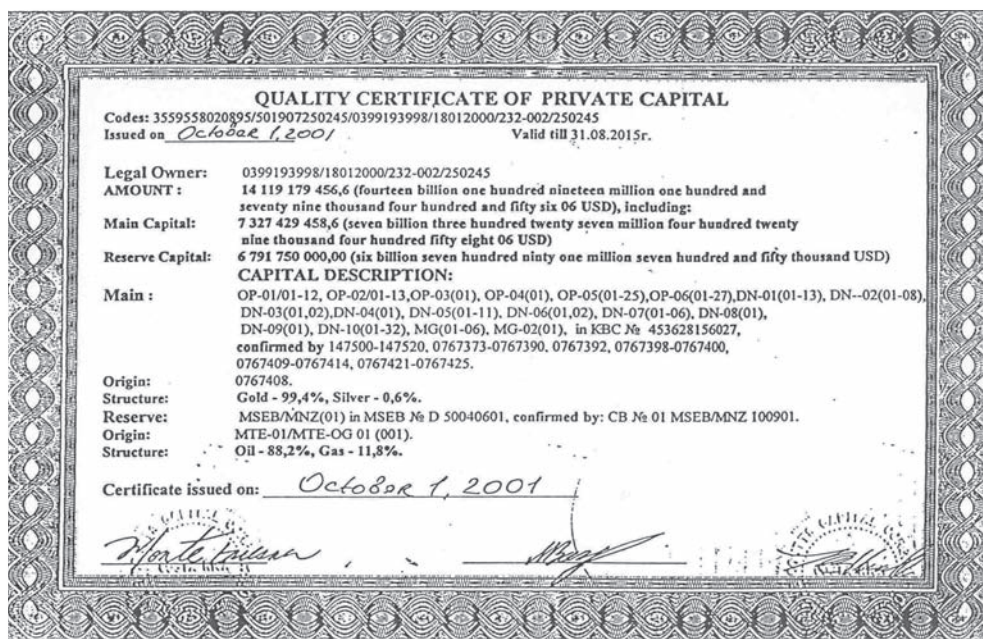 QUALITY CERTIFICATE OF PRIVATE CAPITAL
Codes: 3559558020895/501907250245/0399193998/18012000/232-002/250245
Issued on October 1, 2001 Valid till 31.08.2015г.
Legal Owner: 0399193998/18012000/232-002/250245
AMOUNT : 14 119 179 456,6 (fourteen billion one hundred nineteen million one hundred and
seventy nine thousand four hundred and fifty six 06 USD), including:
Main Capital: 7 327 429 458,6 (seven billion three hundred twenty seven million four hundred twenty
nine thousand four hundred fifty eight 06 USD)
Reserve Capital: 6 791 750 000,00 (six billion seven hundred ninty one million seven hundred and fifty thousand USD)
CAPITAL DESCRIPTION:
Main : OP-01/01-12, OP-02/01-13,OP-03(01), OP-04(01), OP-05(01-25),OP-06(01-27),DN-01(01-13), DN--02(01-08),
DN-03(01,02),DN-04(01), DN-05(01-11), DN-06(01,02), DN-07(01-06), DN-08(01),
DN-09(01), DN-10(01-32), MG(01-06), MG-02(01), in KBC № 453628156027,
confirmed by 147500-147520, 0767373-0767390, 0767392, 0767398-0767400,
0767409-0767414, 0767421-0767425.
Origin: 0767408.
Structure: Gold - 99,4%, Silver - 0,6%.
Reserve: MSEB/MNZ(01) in MSEB № D 50040601, confirmed by: CB № 01 MSEB/MNZ 100901.
Origin: MTE-01/MTE-OG 01 (001).
Structure: Oil - 88,2%, Gas - 11,8%.
Certificate issued on: October 1, 2001